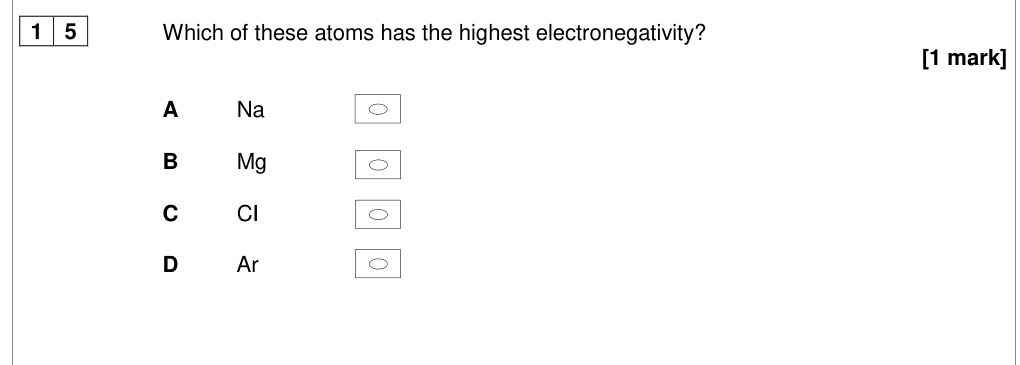 1 5 Which of these atoms has the highest electronegativity?
[1 mark]
A Na
B Mg
C Cl
D Ar